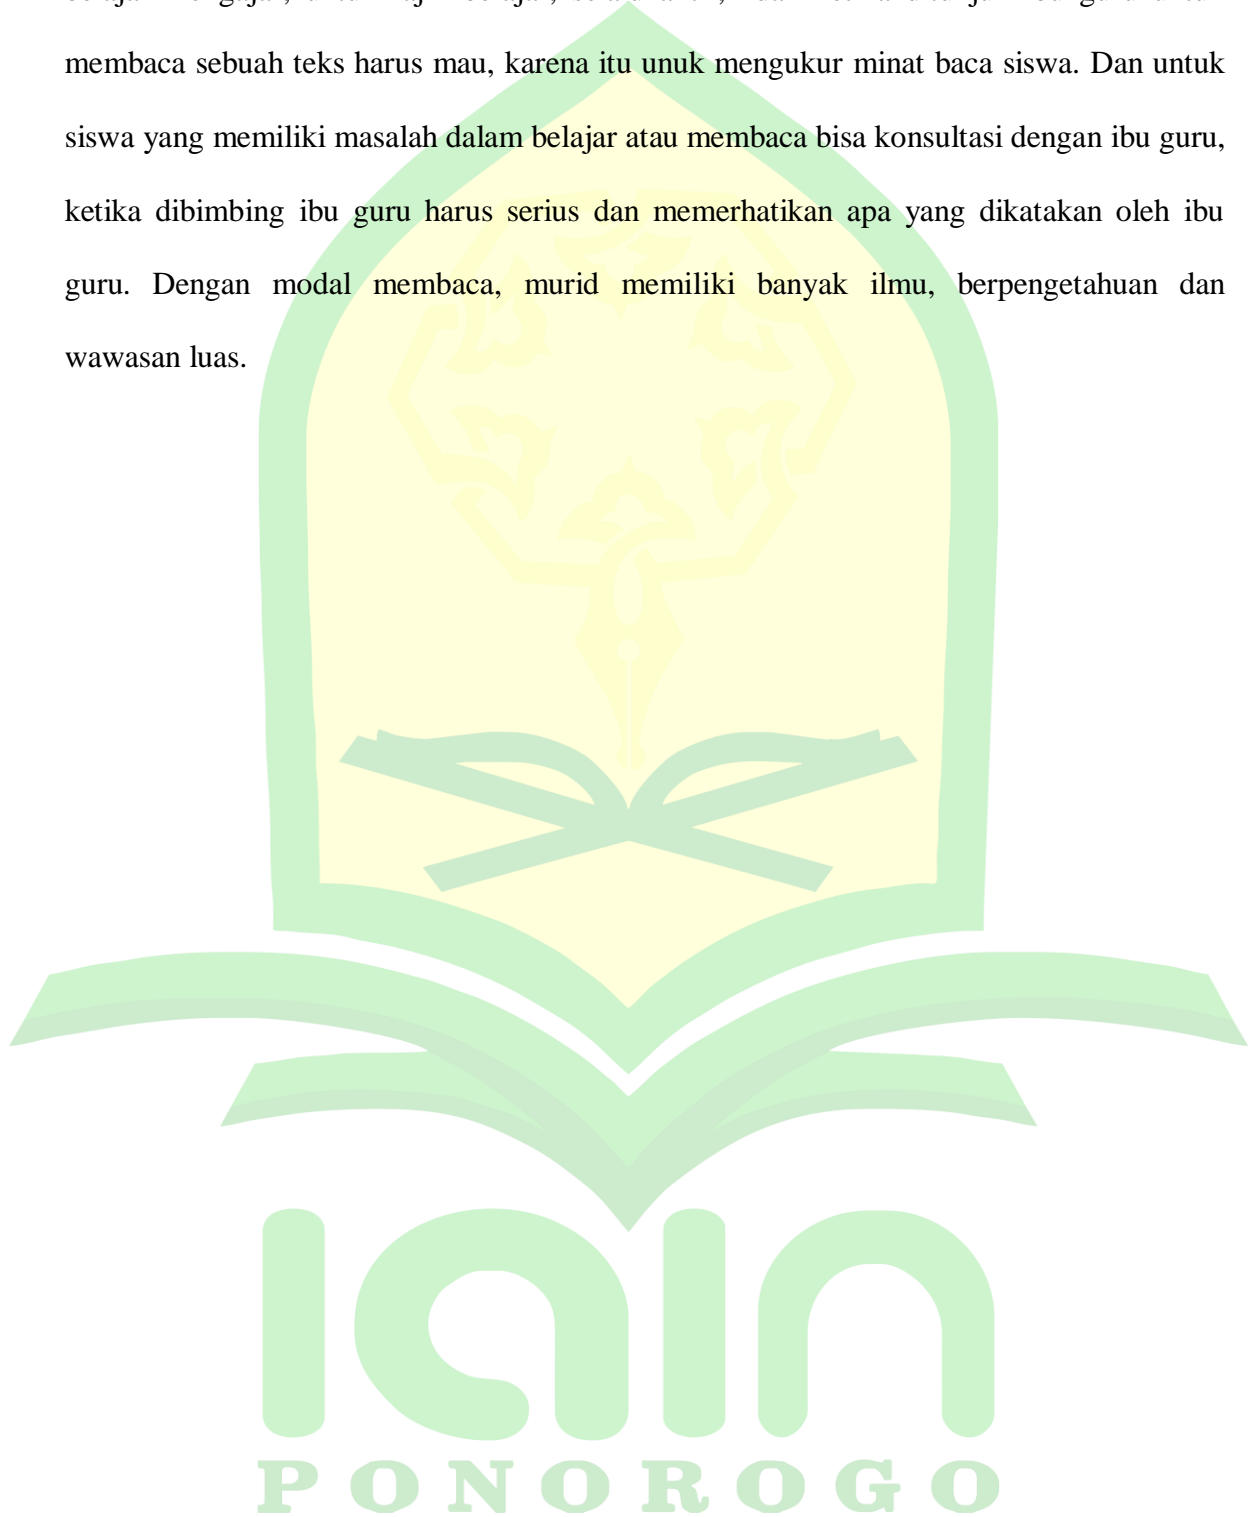 membaca sebuah teks harus mau, karena itu unuk mengukur minat baca siswa. Dan untuk
siswa yang memiliki masalah dalam belajar atau membaca bisa konsultasi dengan ibu guru,
ketika dibimbing ibu guru harus serius dan memerhatikan apa yang dikatakan oleh ibu
guru. Dengan modal membaca, murid memiliki banyak ilmu, berpengetahuan dan
wawasan luas.
iain
PONOROGO